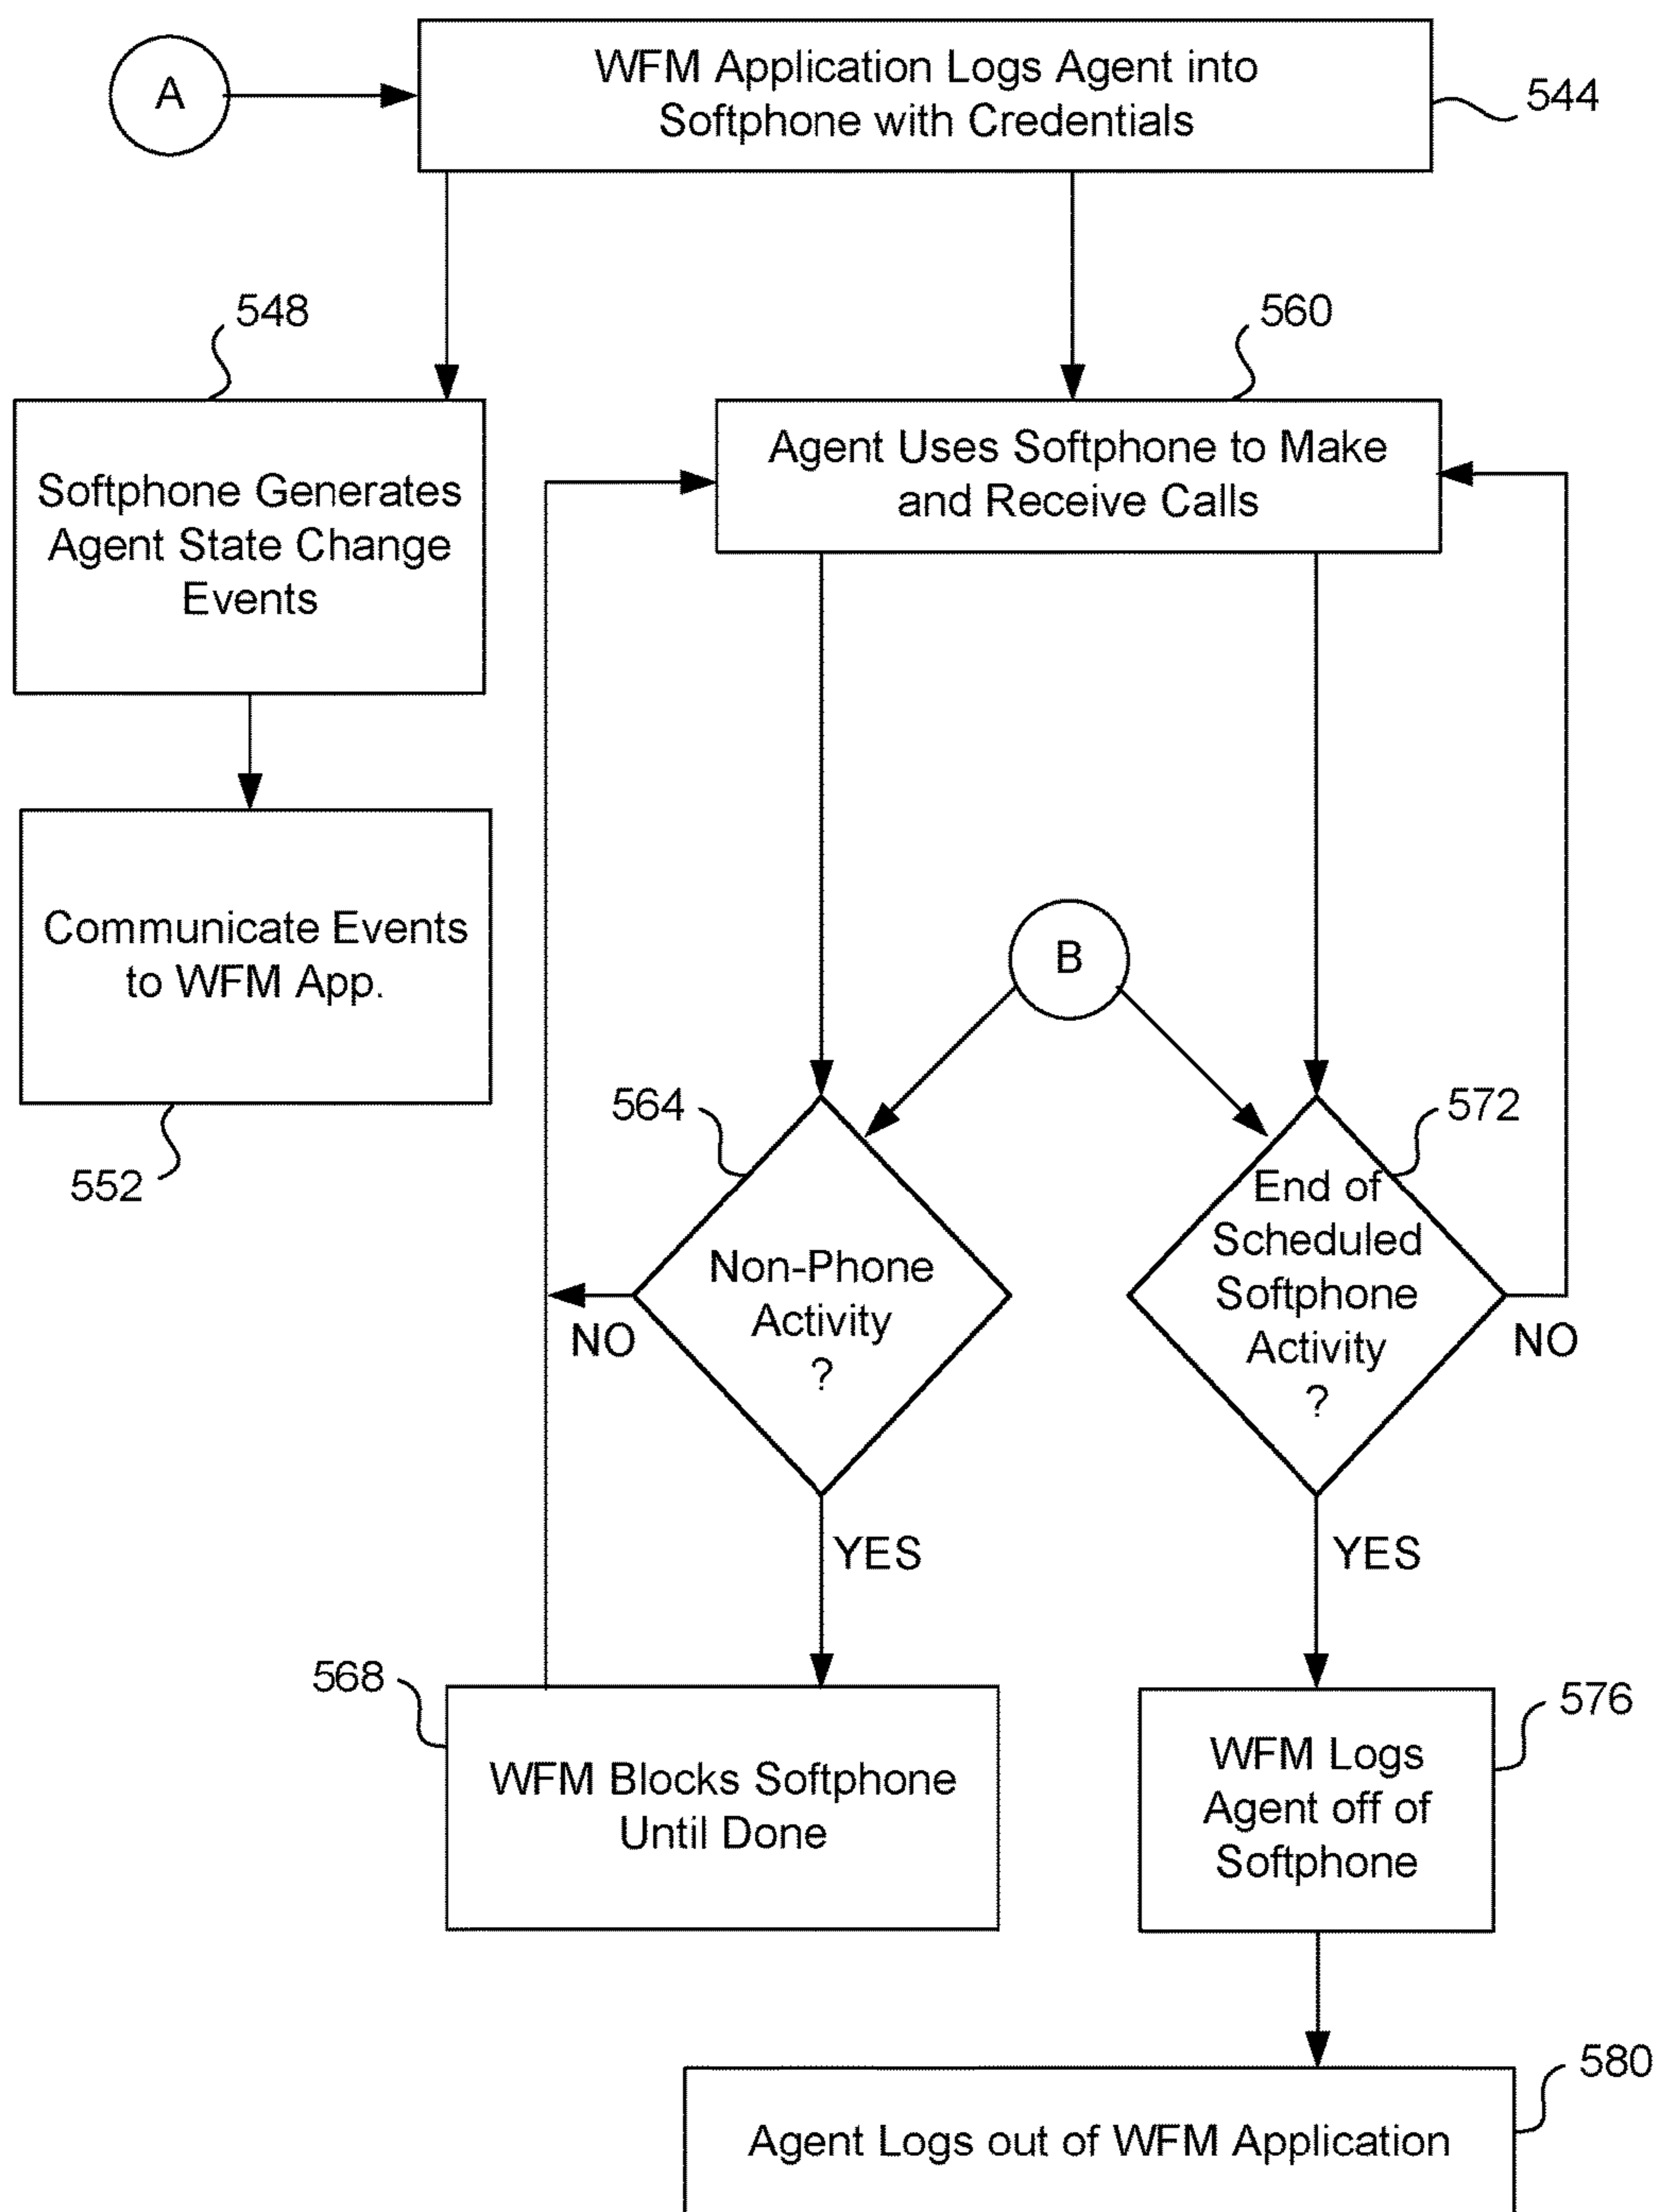 A
WFM Application Logs Agent into
Softphone with Credentials
544
548
560
Softphone Generates
Agent State Change
Events
Agent Uses Softphone to Make
and Receive Calls
Communicate Events
to WFM App.
552
B
564
572
Non-Phone
Activity
?
NO
YES
End of
Scheduled
Softphone
Activity
?
NO
YES
568
WFM Blocks Softphone
Until Done
576
WFM Logs
Agent off of
Softphone
580
Agent Logs out of WFM Application